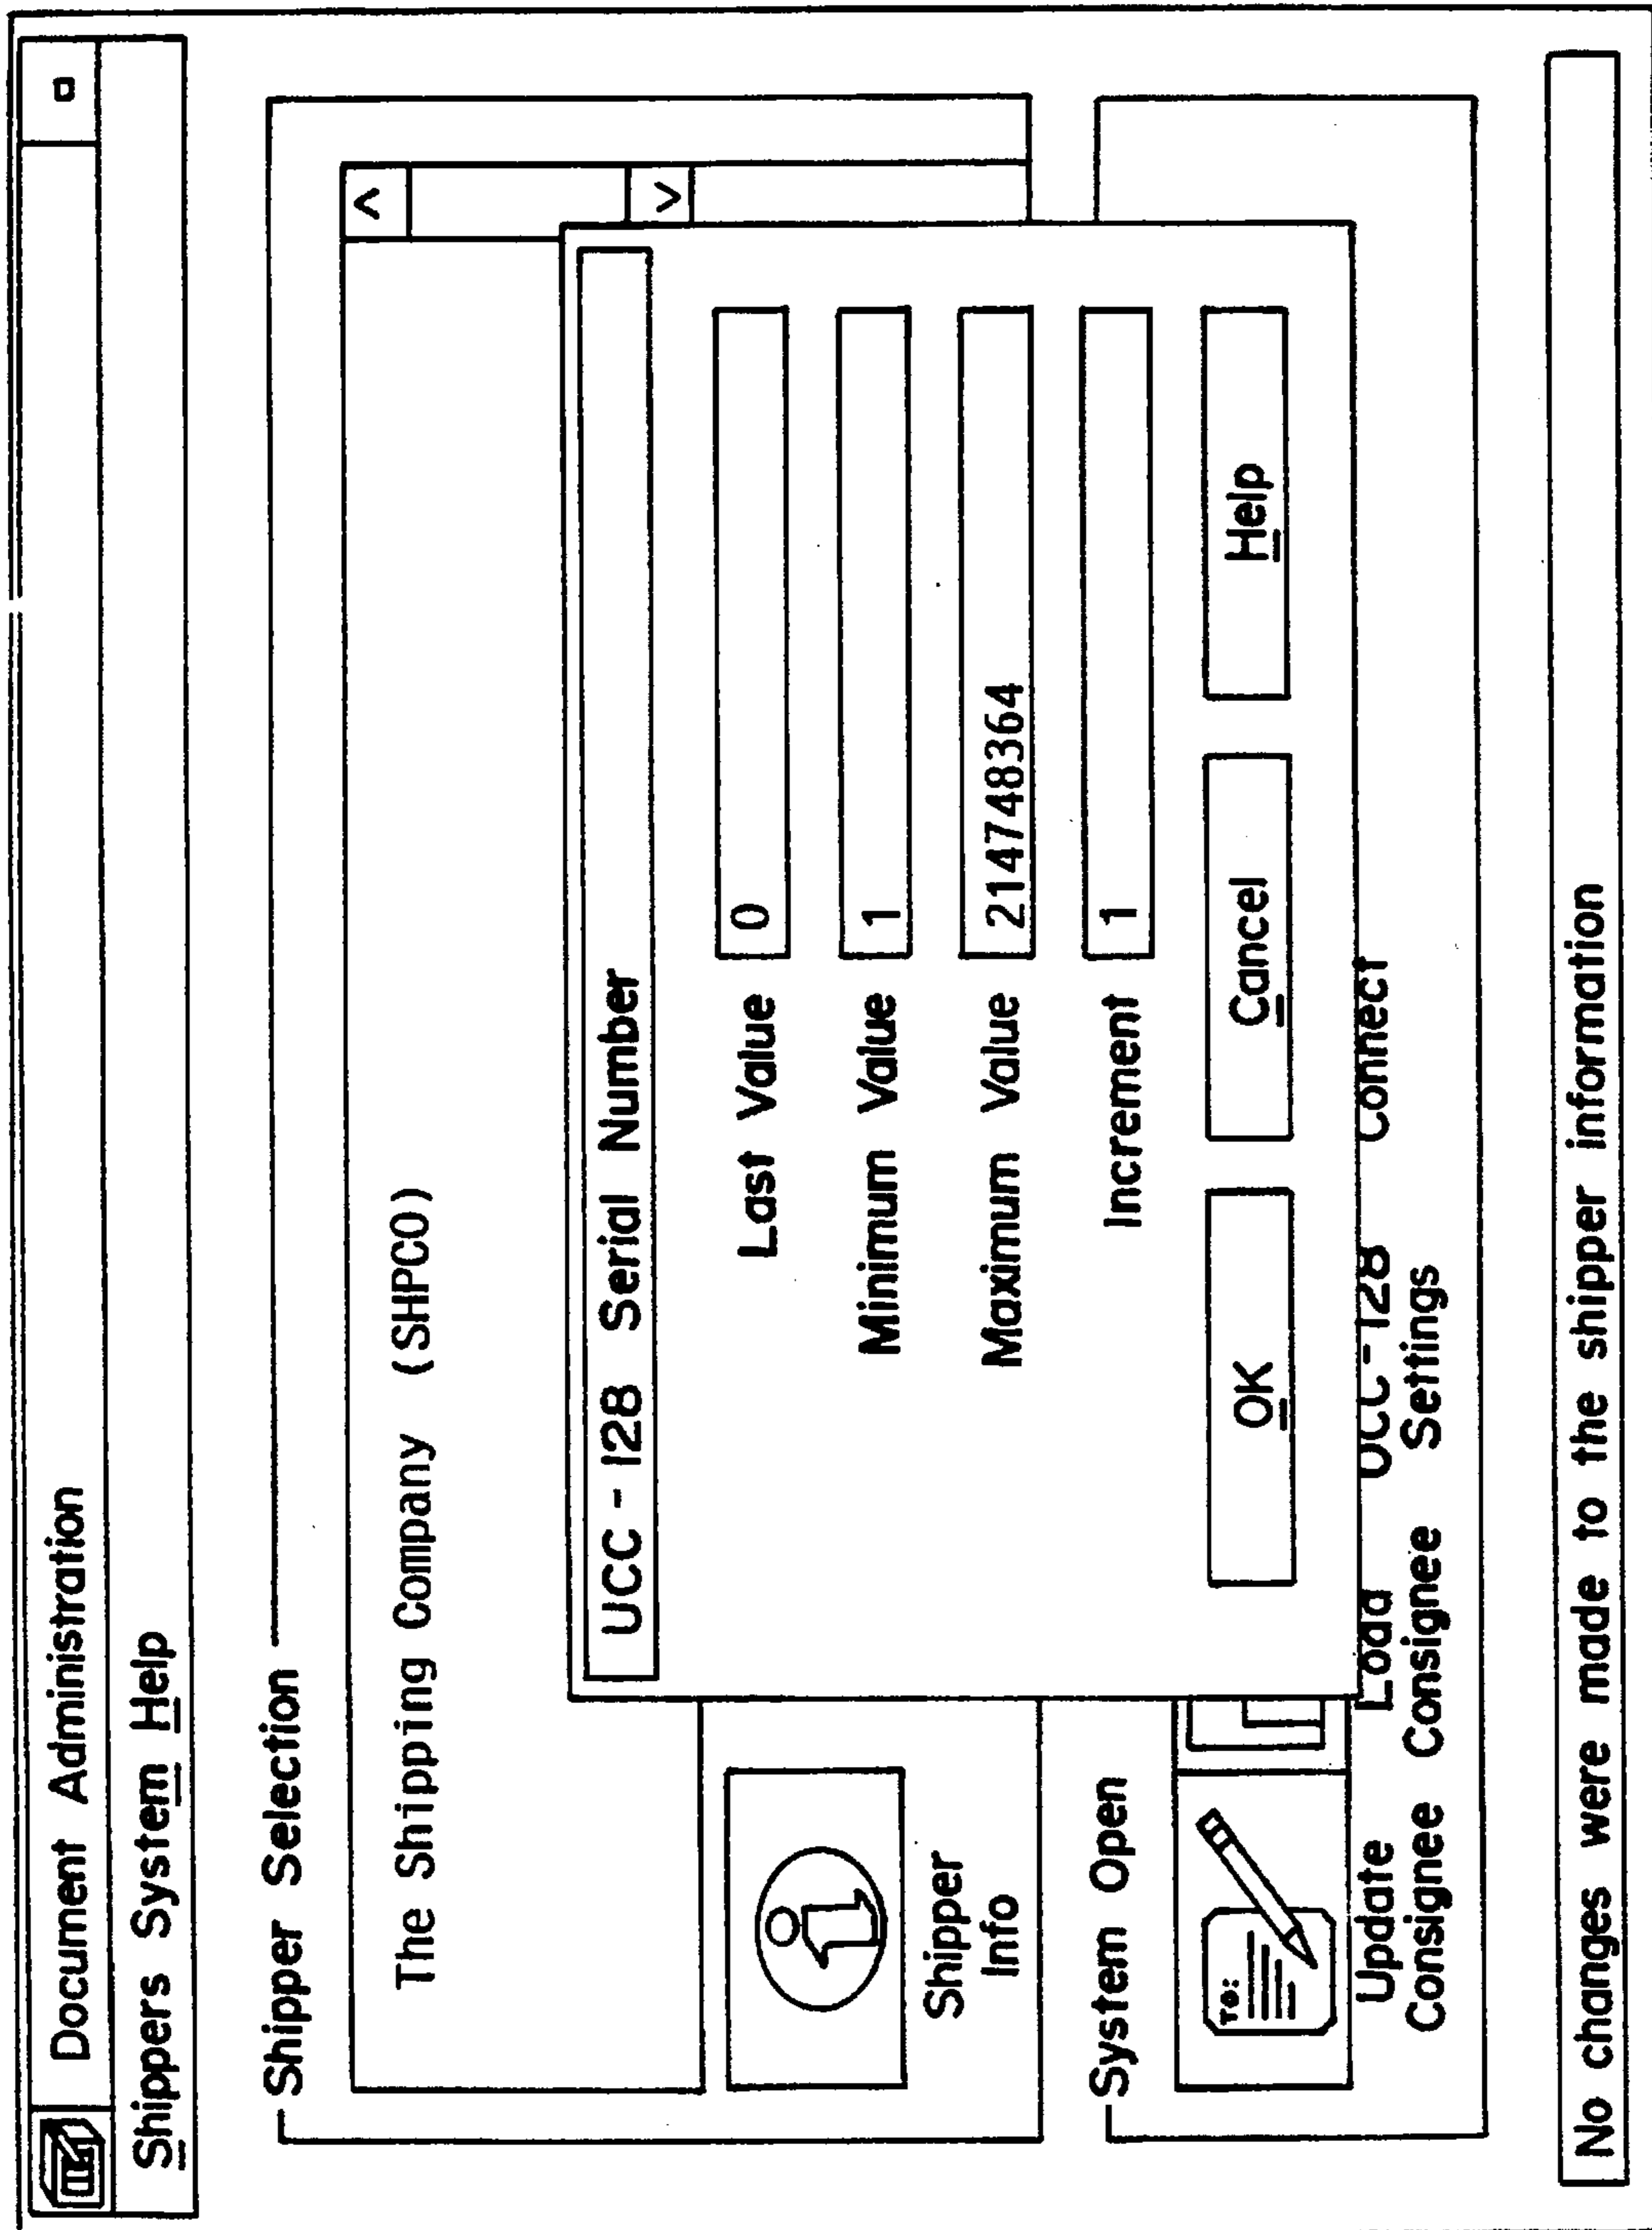 Document Administration
Shippers System Help
Shipper Selection
The Shipping Company (SHPCO)
UCC-128 Serial Number
Last Value 0
Minimum Value 1
Maximum Value 214748364
Increment 1
OK Cancel Help
Shipper
Info
System Open
TO:
Update Load UCC-128 Connect
Consignee Consignee Settings
No changes were made to the shipper information